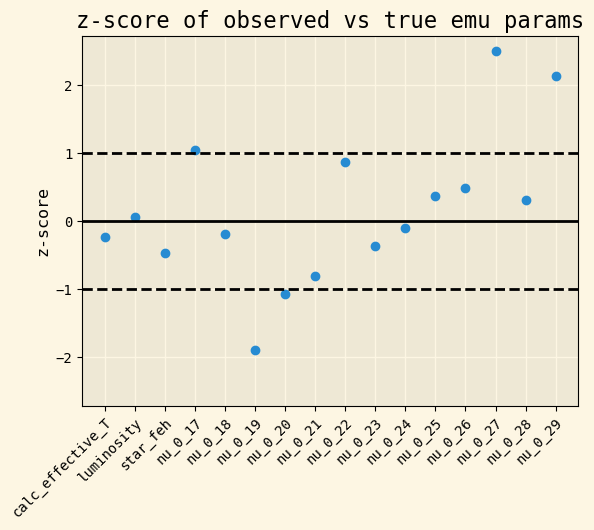 z-score of observed vs true emu params
z-score
2
1
0
−1
−2
calc_effective_T
luminosity
star_feh
nu_0_17
nu_0_18
nu_0_19
nu_0_20
nu_0_21
nu_0_22
nu_0_23
nu_0_24
nu_0_25
nu_0_26
nu_0_27
nu_0_28
nu_0_29